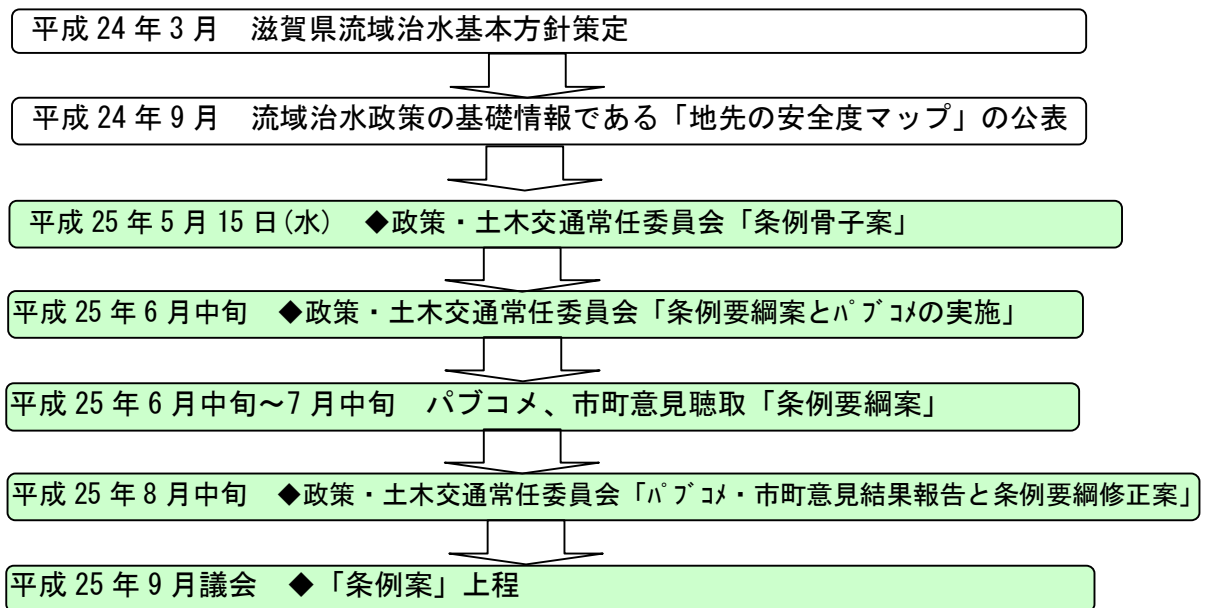 平成 24 年 3 月　滋賀県流域治水基本方針策定
平成 24 年 9 月　流域治水政策の基礎情報である「地先の安全度マップ」の公表
平成 25 年 5 月 15 日(水)　◆政策・土木交通常任委員会「条例骨子案」
平成 25 年 6 月中旬　◆政策・土木交通常任委員会「条例要綱案とﾊﾟﾌﾞｺﾒの実施」
平成 25 年 6 月中旬～7 月中旬　パブコメ、市町意見聴取「条例要綱案」
平成 25 年 8 月中旬　◆政策・土木交通常任委員会「ﾊﾟﾌﾞｺﾒ・市町意見結果報告と条例要綱修正案」
平成 25 年 9 月議会　◆「条例案」上程